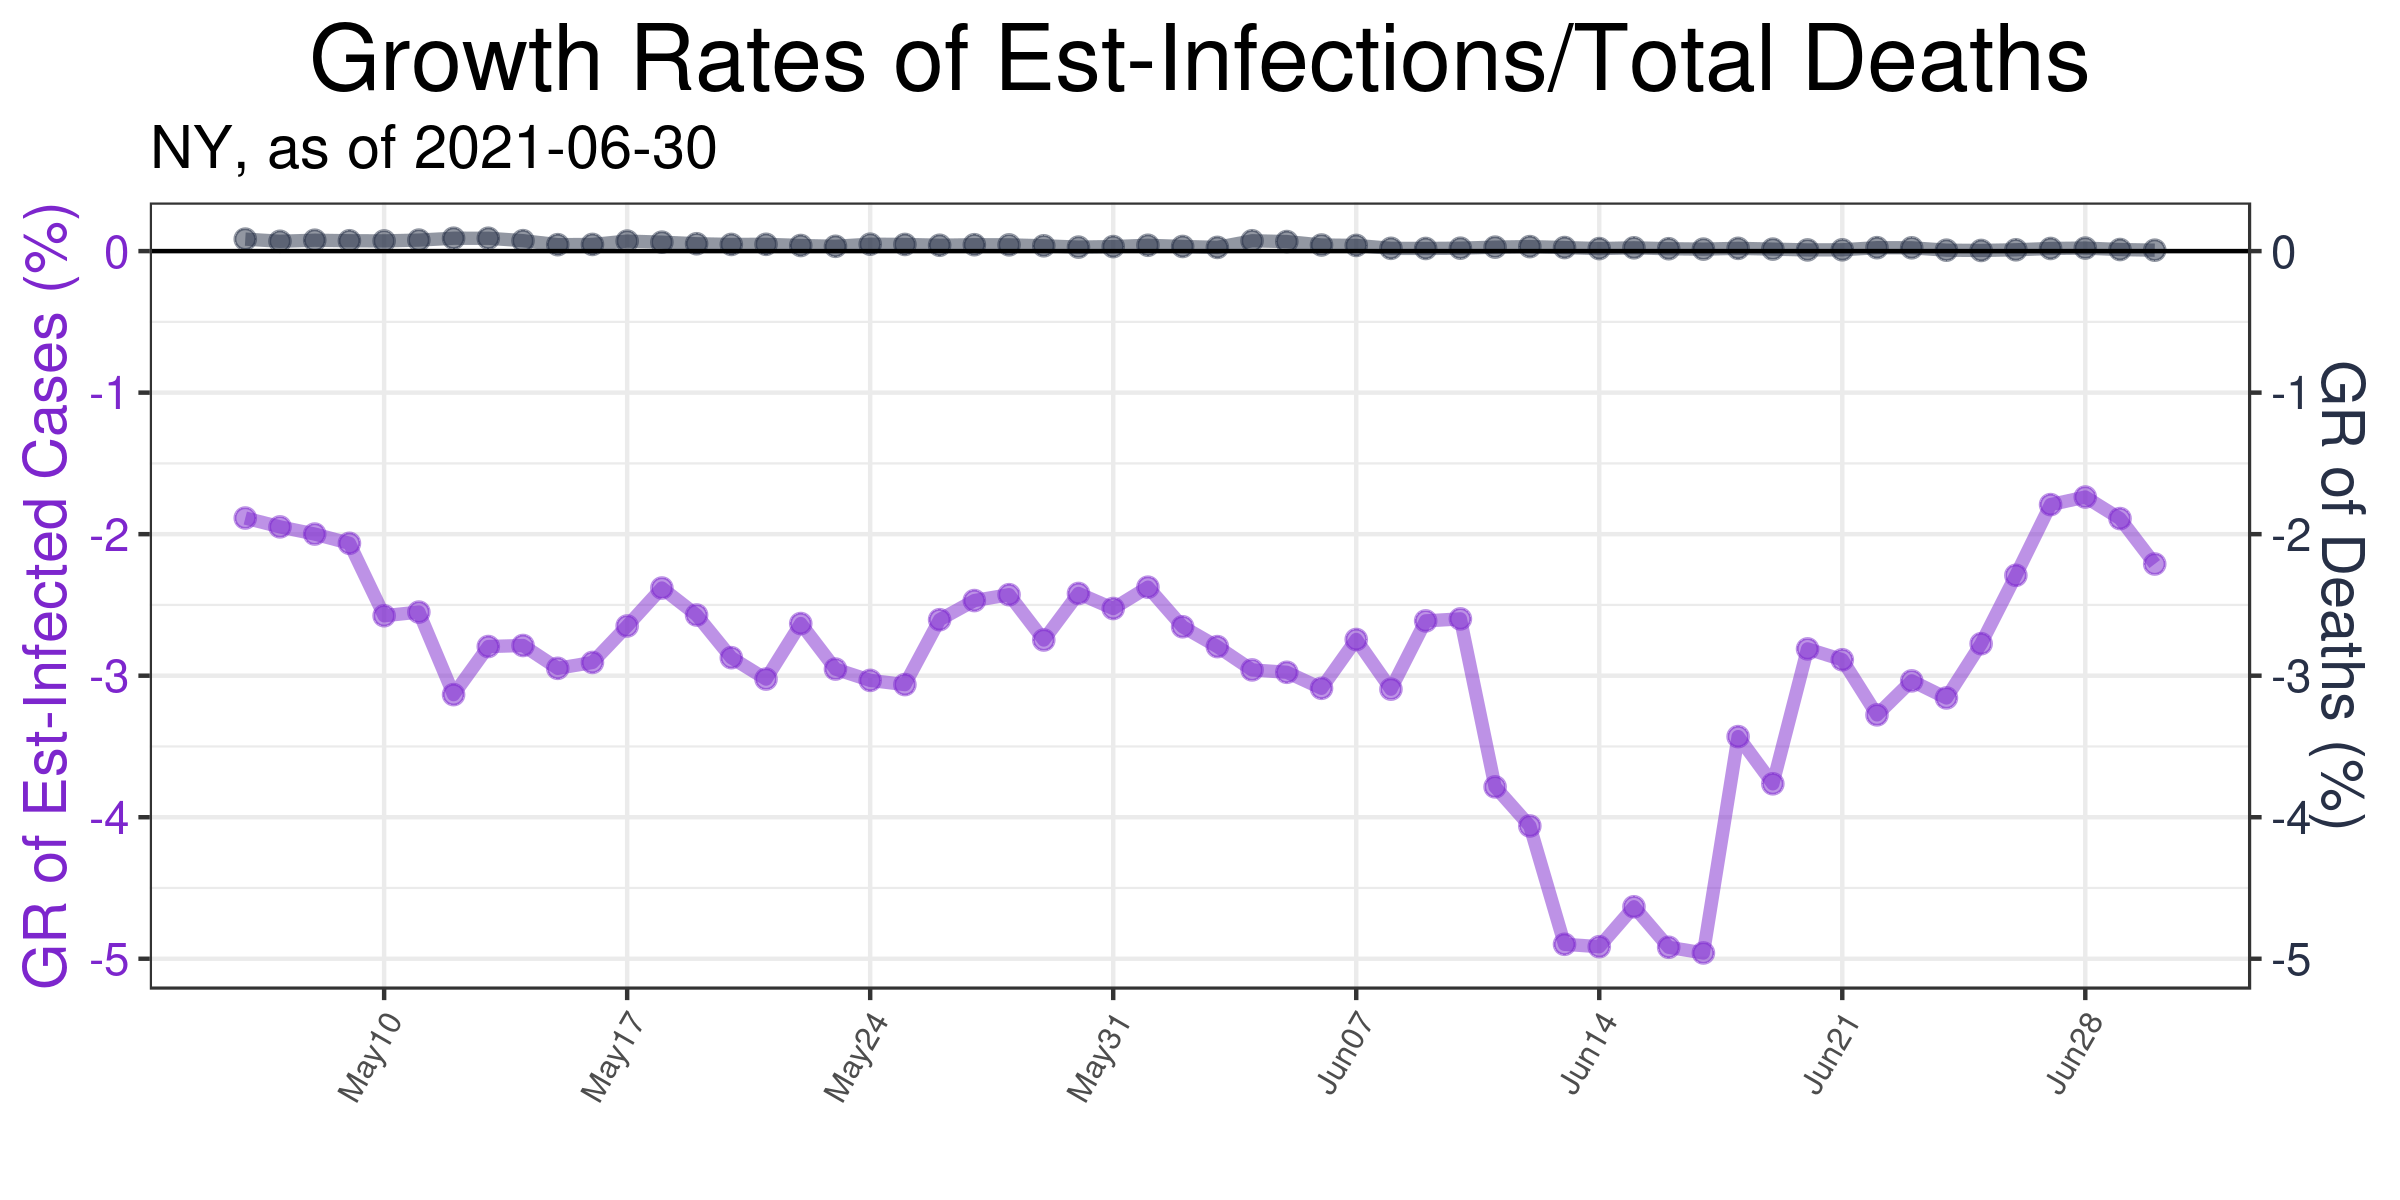 Growth Rates of Est-Infections/Total Deaths
NY, as of 2021-06-30
GR of Est-Infected Cases (%)
0
-1
-2
-3
-4
-5
0
-1
-2
-3
-4
-5
GR of Deaths (%)
May10
May17
May24
May31
Jun07
Jun14
Jun21
Jun28